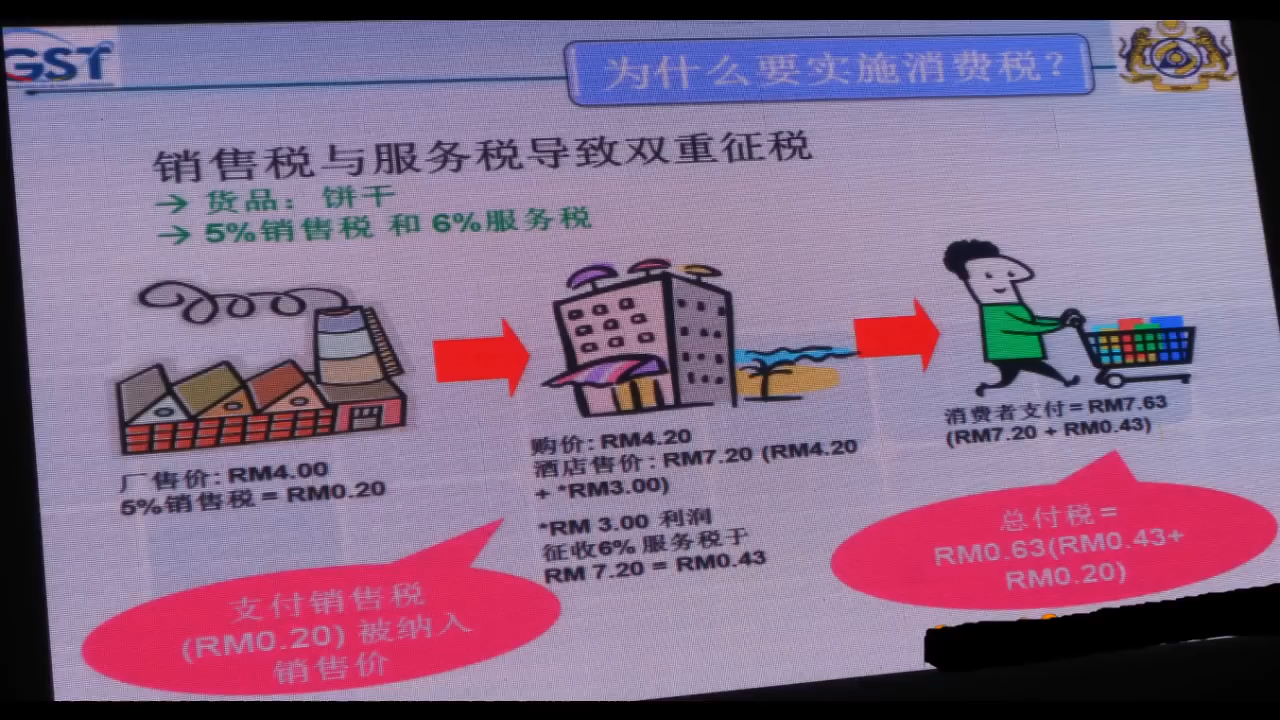 GST
为什么要实施消费税?
销售税与服务税导致双重征税
→ 货品: 饼干
→ 5%销售税 和 6%服务税
厂售价: RM4.00
5%销售税 = RM0.20
购价: RM4.20
酒店售价: RM7.20 (RM4.20
+ *RM3.00)
*RM 3.00 利润
征收6% 服务税于
RM 7.20 = RM0.43
消费者支付 = RM7.63
(RM7.20 + RM0.43)
支付销售税
(RM0.20) 被纳入
销售价
总付税 =
RM0.63(RM0.43+
RM0.20)